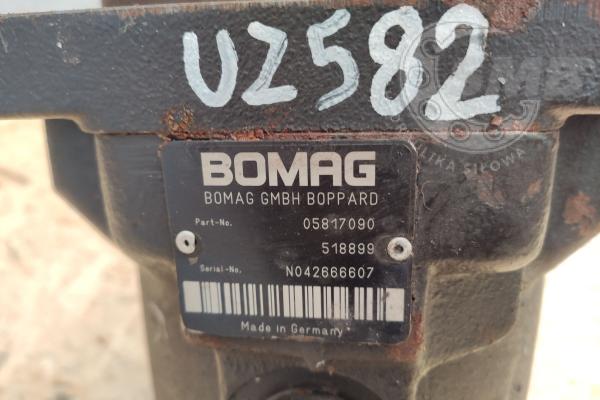 UZ582
BOMAG
BOMAG GMBH BOPPARD
Part-No. 05817090
518899
Serial-No. N042666607
Made in Germany